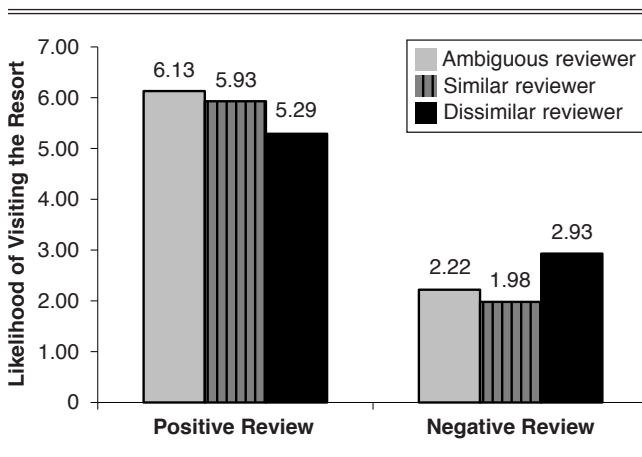 7.00
6.00
5.00
4.00
3.00
2.00
1.00
0
Likelihood of Visiting the Resort
6.13
5.93
5.29
2.22
1.98
2.93
Ambiguous reviewer
Similar reviewer
Dissimilar reviewer
Positive Review
Negative Review